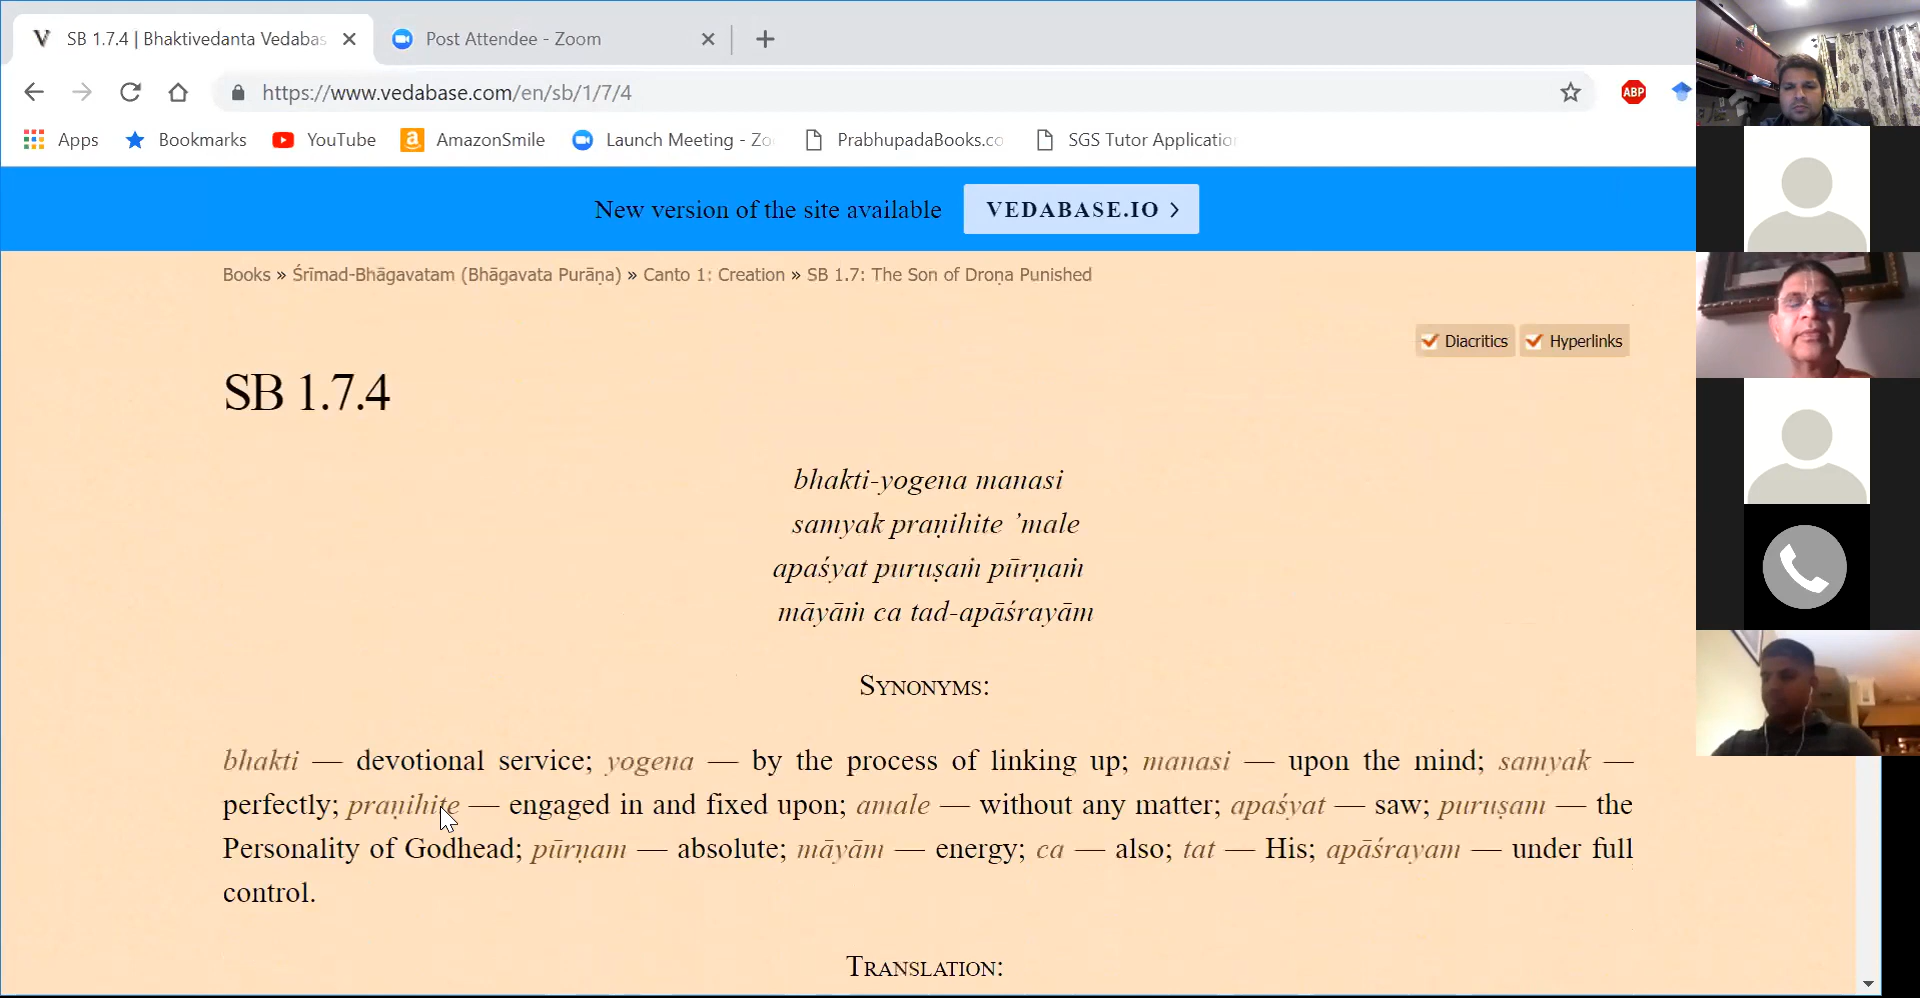 SB 1.7.4 | Bhaktivedanta Vedabas
Post Attendee - Zoom
https://www.vedabase.com/en/sb/1/7/4
ABP
Apps Bookmarks YouTube AmazonSmile Launch Meeting - Zo PrabhupadaBooks.co SGS Tutor Application
New version of the site available VEDABASE.IO >
Books » Śrīmad-Bhāgavatam (Bhāgavata Purāṇa) » Canto 1: Creation » SB 1.7: The Son of Droṇa Punished
Diacritics Hyperlinks
SB 1.7.4
bhakti-yogena manasi
samyak praṇihite ’male
apaśyat puruṣaṁ pūrṇaṁ
māyāṁ ca tad-apāśrayām
SYNONYMS:
bhakti — devotional service; yogena — by the process of linking up; manasi — upon the mind; samyak —
perfectly; praṇihite — engaged in and fixed upon; amale — without any matter; apaśyat — saw; puruṣam — the
Personality of Godhead; pūrṇam — absolute; māyām — energy; ca — also; tat — His; apāśrayam — under full
control.
TRANSLATION: